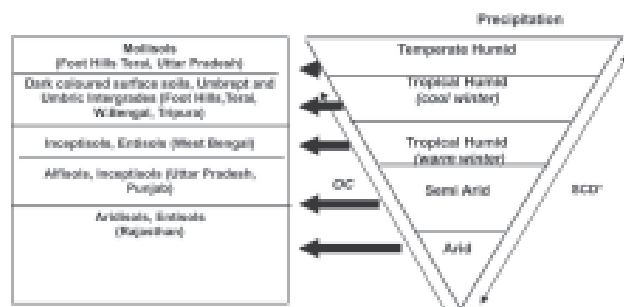 Precipitation
Mollisols
(Foot Hills Terai, Uttar Pradesh)
Dark coloured surface soils, Umbrept and
Umbric Intergrades (Foot Hills, Terai,
W.Bengal, Tripura)
Inceptisols, Entisols (West Bengal)
Alfisols, Inceptisols (Uttar Pradesh,
Punjab)
Aridisols, Entisols
(Rajasthan)
Temperate Humid
Tropical Humid
(cool winter)
Tropical Humid
(warm winter)
Semi Arid
Arid
OC